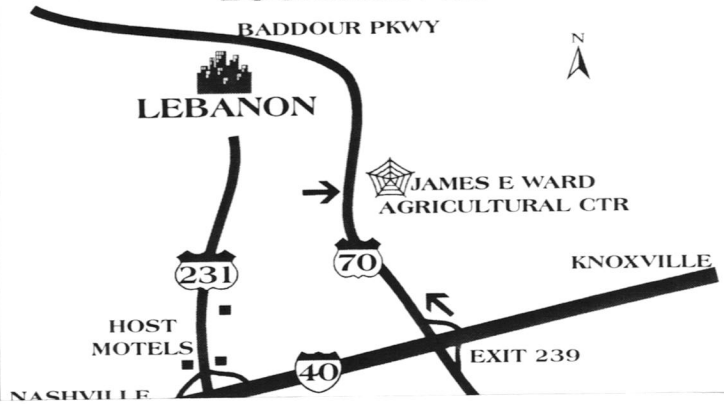 BADDOUR PKWY
N
LEBANON
JAMES E WARD
AGRICULTURAL CTR
70
231
KNOXVILLE
HOST
MOTELS
EXIT 239
40
NASHVILLE